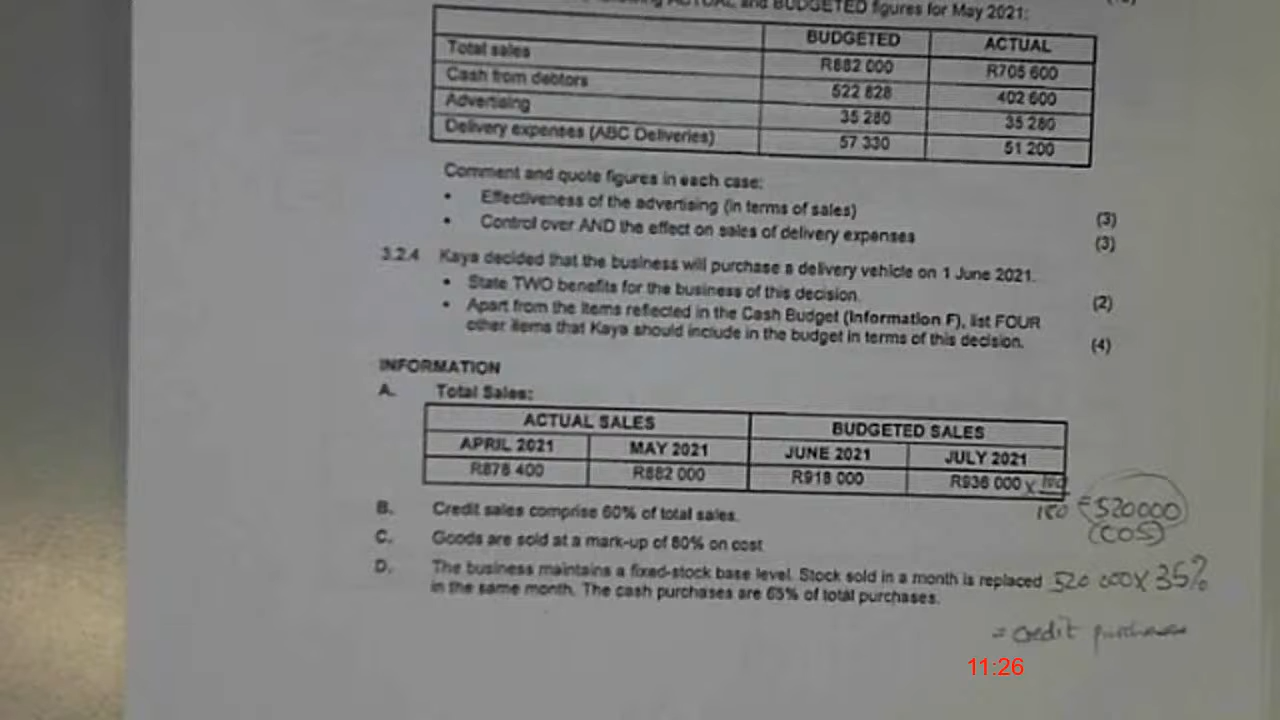 ACTUAL and BUDGETED figures for May 2021:
BUDGETED ACTUAL
Total sales R882 000 R705 600
Cash from debtors 522 828 402 600
Advertising 35 280 35 280
Delivery expenses (ABC Deliveries) 57 330 51 200
Comment and quote figures in each case:
• Effectiveness of the advertising (in terms of sales) (3)
• Control over AND the effect on sales of delivery expenses (3)
3.2.4 Kaya decided that the business will purchase a delivery vehicle on 1 June 2021.
• State TWO benefits for the business of this decision. (2)
• Apart from the items reflected in the Cash Budget (Information F), list FOUR
other items that Kaya should include in the budget in terms of this decision. (4)
INFORMATION
A. Total Sales:
ACTUAL SALES BUDGETED SALES
APRIL 2021 MAY 2021 JUNE 2021 JULY 2021
R876 400 R882 000 R918 000 R936 000 x 100
180 = 520000
(COS)
B. Credit sales comprise 60% of total sales.
C. Goods are sold at a mark-up of 80% on cost
D. The business maintains a fixed-stock base level. Stock sold in a month is replaced 520 000 x 35%
in the same month. The cash purchases are 65% of total purchases.
= credit purchases
11:26